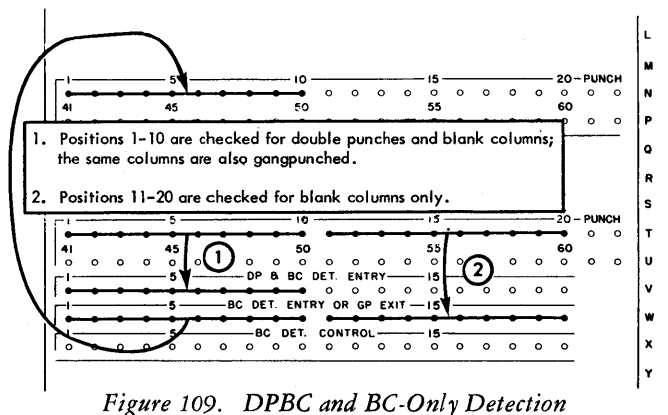 L
M
1 5 10 15 20-PUNCH
N
41 45 50 60
P
1. Positions 1-10 are checked for double punches and blank columns;
the same columns are also gangpunched.
2. Positions 11-20 are checked for blank columns only.
Q
R
S
1 5 10 20-PUNCH
T
41 45 1 50 55 2 60
U
1 5 DP & BC DET. ENTRY 15
V
1 5 BC DET. ENTRY OR GP EXIT 15
W
1 5 BC DET. CONTROL 15
X
Y
Figure 109. DPBC and BC-Only Detection